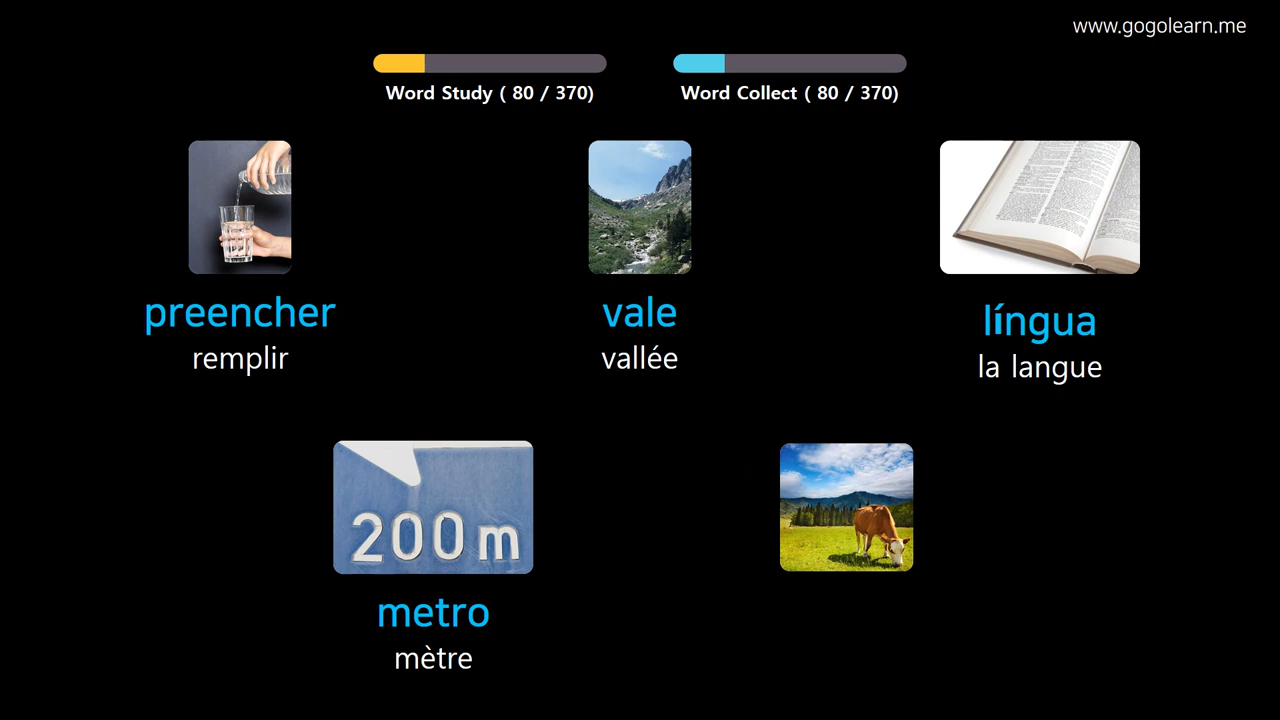 www.gogolearn.me
Word Study ( 80 / 370)
Word Collect ( 80 / 370)
preencher
remplir
vale
vallée
língua
la langue
200m
metro
mètre